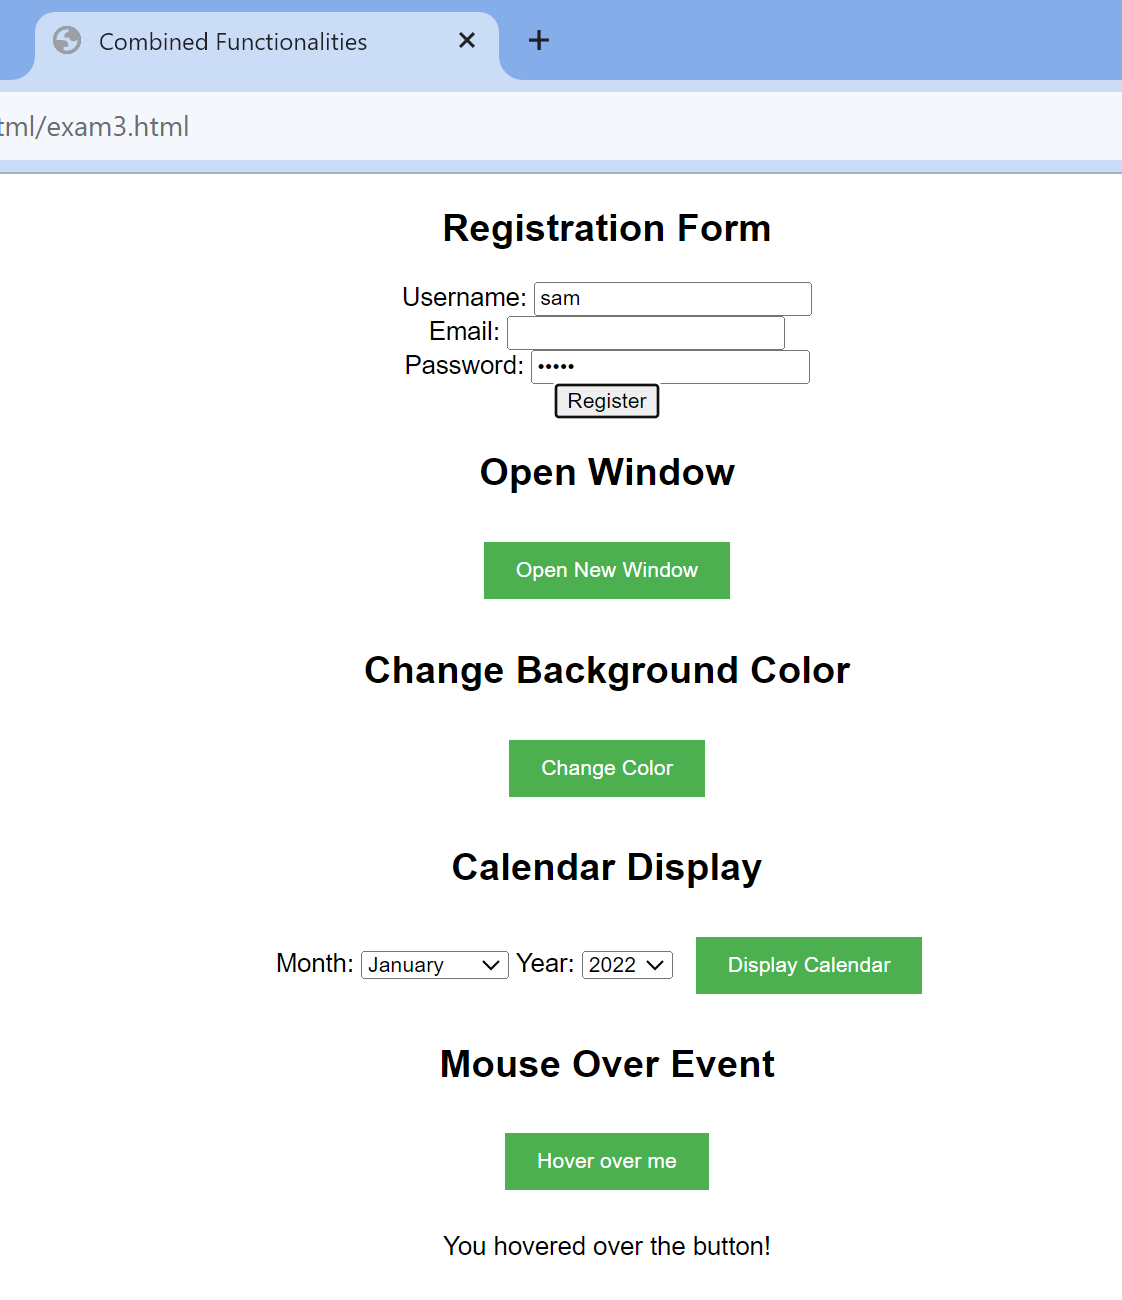 Combined Functionalities
tml/exam3.html
Registration Form
Username: sam
Email:
Password: •••••
Register
Open Window
Open New Window
Change Background Color
Change Color
Calendar Display
Month: January Year: 2022 Display Calendar
Mouse Over Event
Hover over me
You hovered over the button!